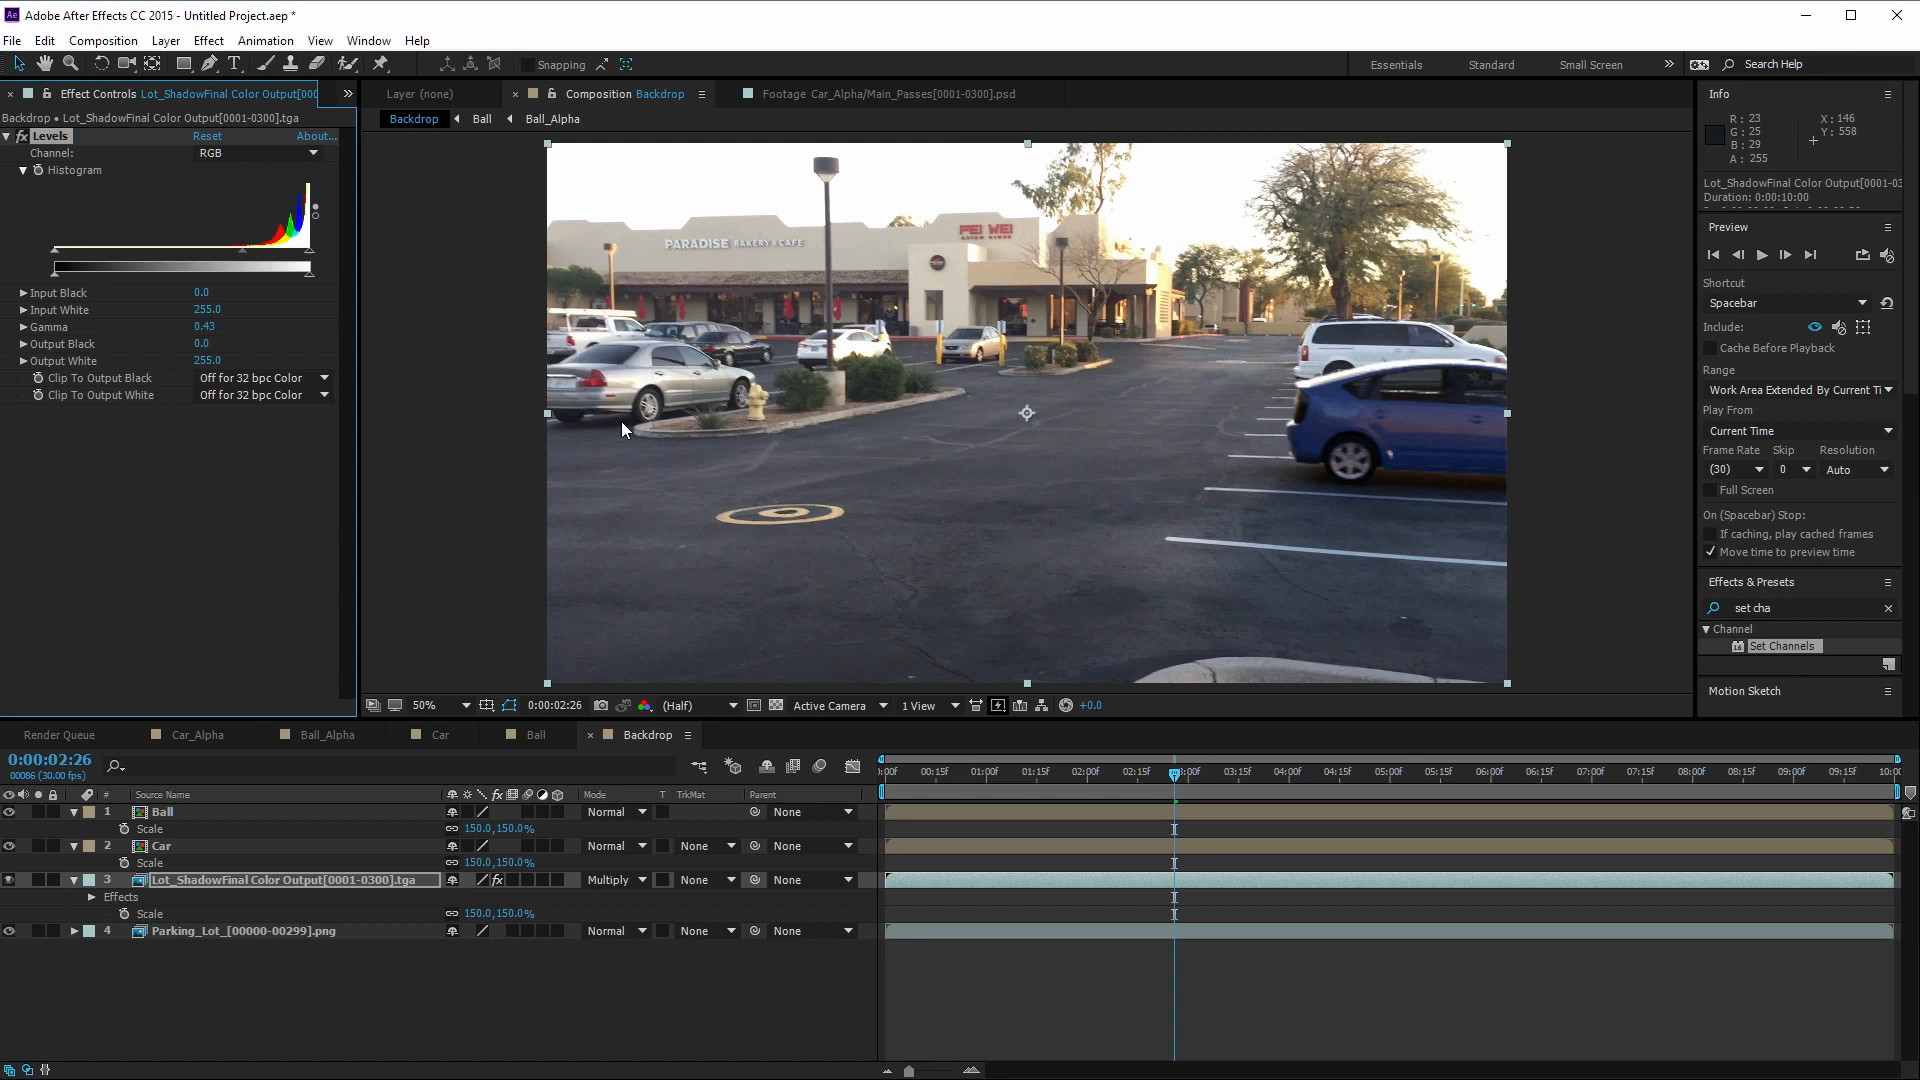 Ae Adobe After Effects CC 2015 - Untitled Project.aep *
File Edit Composition Layer Effect Animation View Window Help
T Snapping Essentials Standard Small Screen » Search Help
× Effect Controls Lot_ShadowFinal Color Output[000 »
Layer (none) × Composition Backdrop Footage Car_Alpha/Main_Passes[0001-0300].psd
Backdrop • Lot_ShadowFinal Color Output[0001-0300].tga
Backdrop Ball Ball_Alpha
fx Levels Reset About...
Channel: RGB
Histogram
Input Black 0.0
Input White 255.0
Gamma 0.43
Output Black 0.0
Output White 255.0
Clip To Output Black Off for 32 bpc Color
Clip To Output White Off for 32 bpc Color
PARADISE BAKERY & CAFE
PEI WEI
ASIAN DINER
50% 0:00:02:26 (Half) Active Camera 1 View +0.0
Info
R : 23 X : 146
G : 25 Y : 558
B : 29
A : 255
Lot_ShadowFinal Color Output[0001-03
Duration: 0:00:10:00
Preview
Shortcut
Spacebar
Include:
Cache Before Playback
Range
Work Area Extended By Current Ti
Play From
Current Time
Frame Rate Skip Resolution
(30) 0 Auto
Full Screen
On (Spacebar) Stop:
If caching, play cached frames
Move time to preview time
Effects & Presets
set cha ×
Channel
16 Set Channels
Motion Sketch
Render Queue Car_Alpha Ball_Alpha Car Ball × Backdrop
0:00:02:26
00086 (30.00 fps)
:00f 00:15f 01:00f 01:15f 02:00f 02:15f 03:00f 03:15f 04:00f 04:15f 05:00f 05:15f 06:00f 06:15f 07:00f 07:15f 08:00f 08:15f 09:00f 09:15f 10:00
# Source Name fx Mode T TrkMat Parent
1 Ball Normal None
Scale 150.0,150.0%
2 Car Normal None None
Scale 150.0,150.0%
3 Lot_ShadowFinal Color Output[0001-0300].tga fx Multiply None None
Effects
Scale 150.0,150.0%
4 Parking_Lot_[00000-00299].png Normal None None